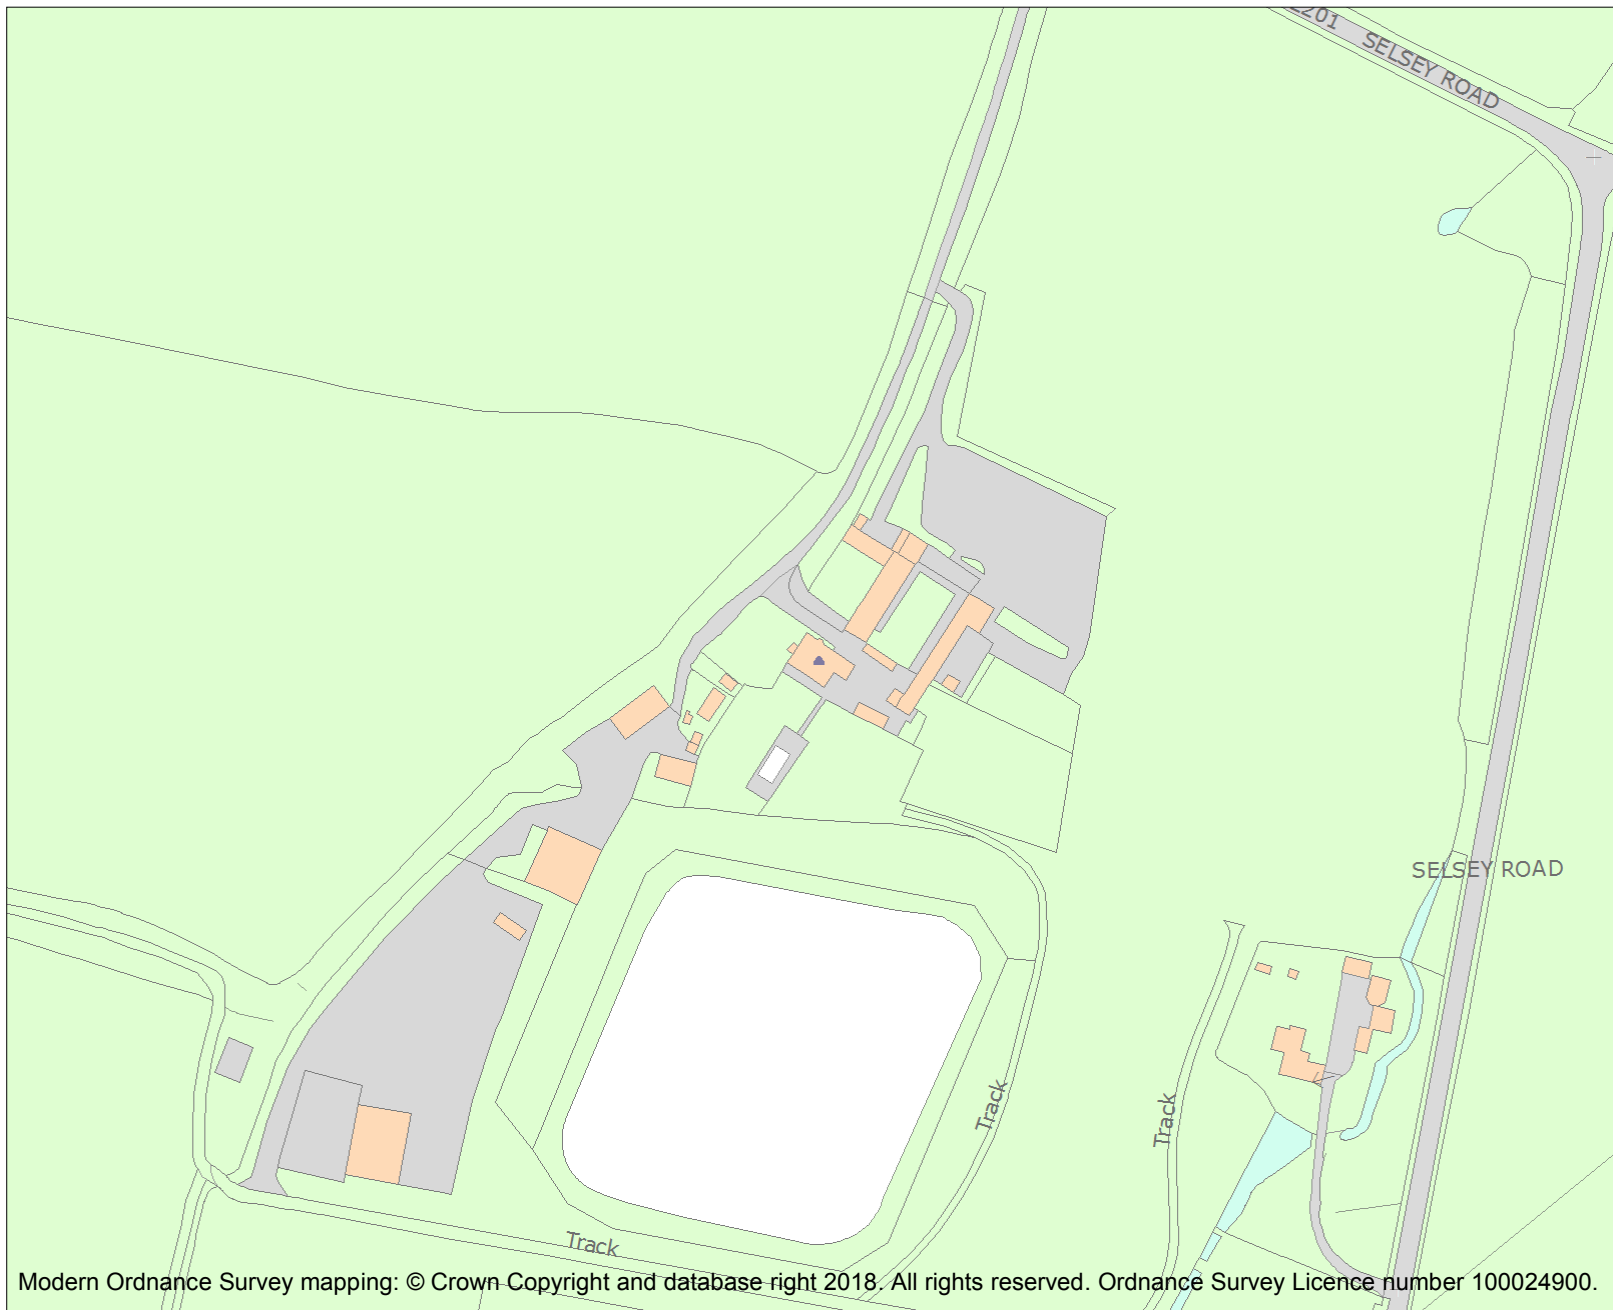 SELSEY ROAD
SELSEY ROAD
Track
Track
Track
Modern Ordnance Survey mapping: © Crown Copyright and database right 2018. All rights reserved. Ordnance Survey Licence number 100024900.